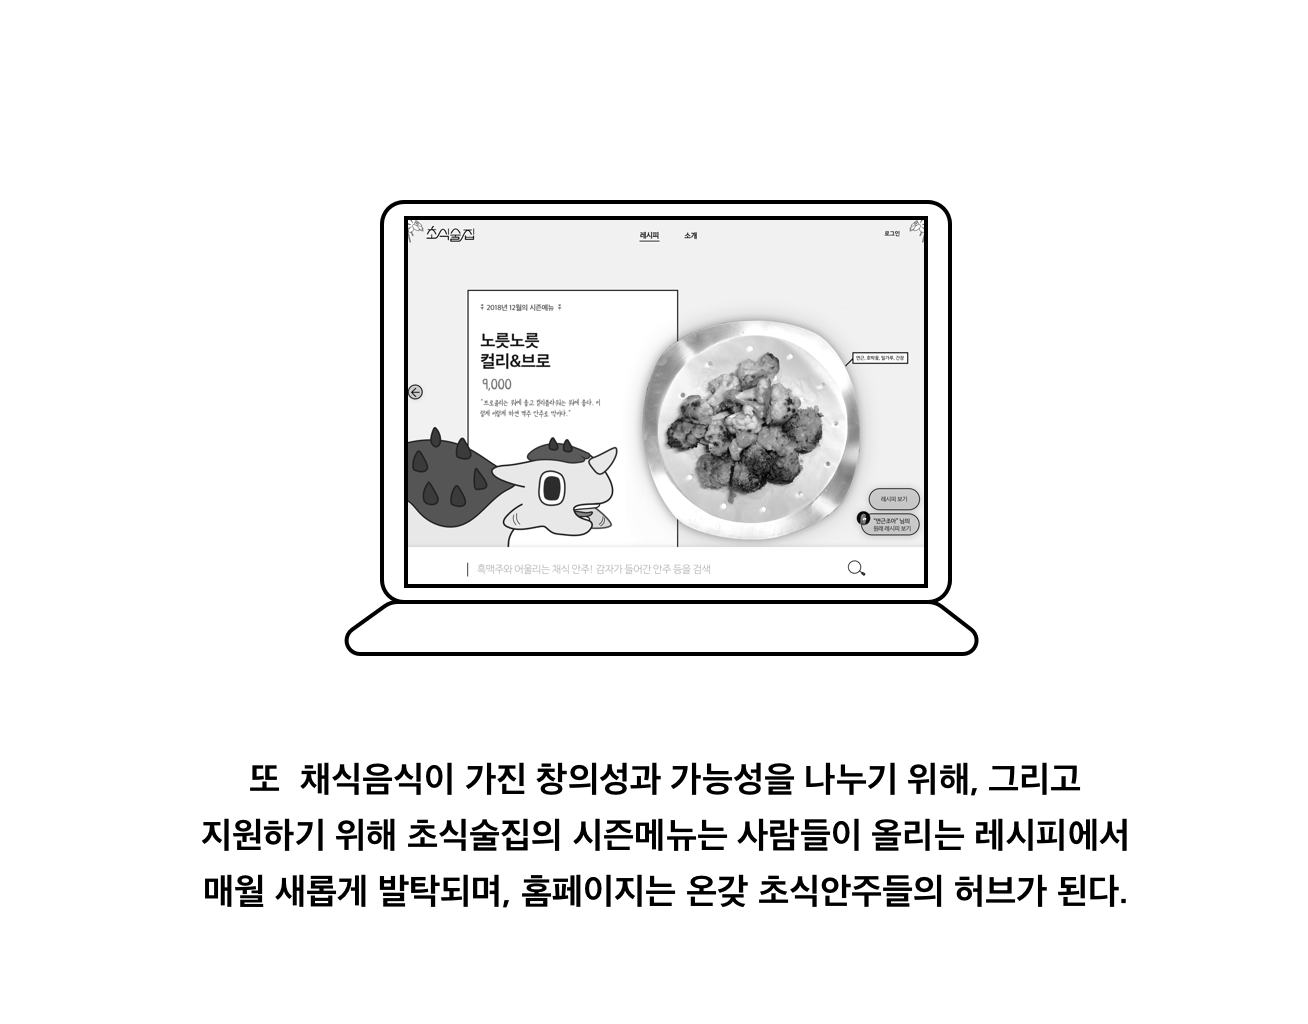 초식술집
레시피 소개
로그인
2018년 12월의 시즌메뉴
노릇노릇
컬리&브로
9,000
"브로콜리는 뭐에 좋고 컬리플라워는 뭐에 좋다. 이
렇게 이렇게 하면 맥주 안주로 딱이다."
연근, 호박꽃, 밀가루, 간장
레시피 보기
"연근조아" 님의
원래 레시피 보기
흑맥주와 어울리는 채식 안주! 감자가 들어간 안주 등을 검색
또 채식음식이 가진 창의성과 가능성을 나누기 위해, 그리고
지원하기 위해 초식술집의 시즌메뉴는 사람들이 올리는 레시피에서
매월 새롭게 발탁되며, 홈페이지는 온갖 초식안주들의 허브가 된다.